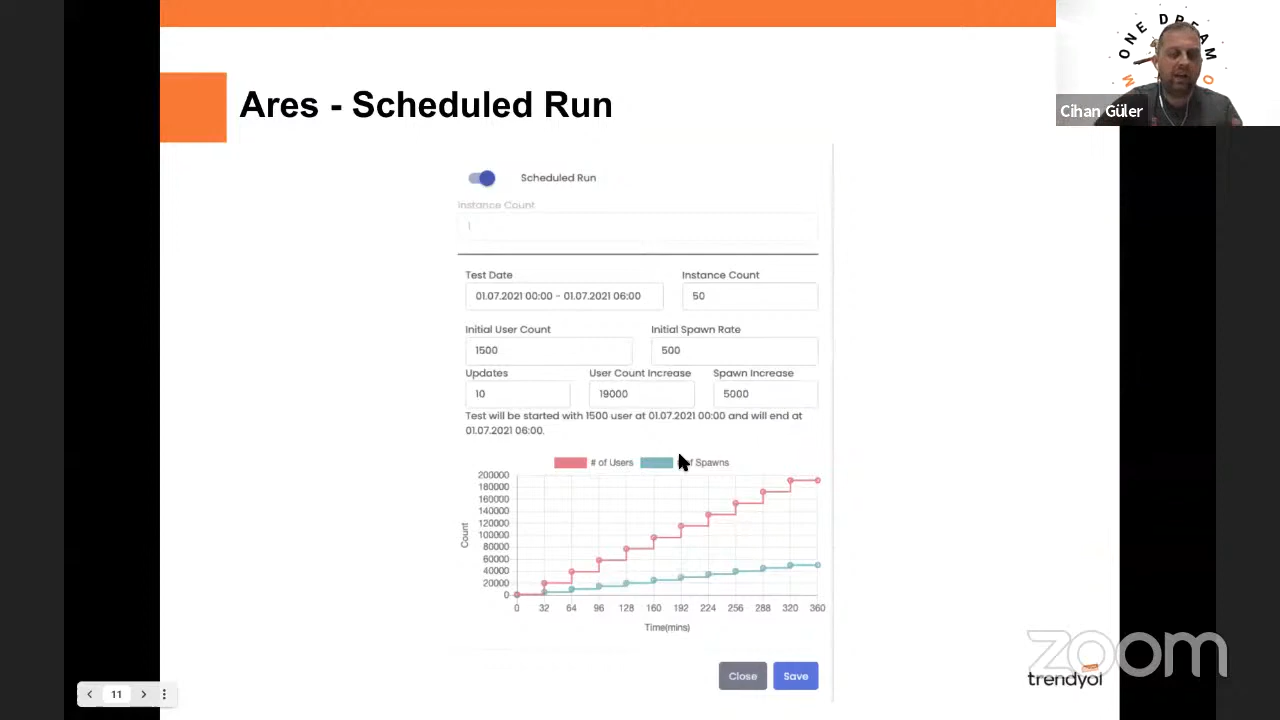 ONE DREAM
Cihan Güler
Ares - Scheduled Run
Scheduled Run
Instance Count
1
Test Date
Instance Count
01.07.2021 00:00 - 01.07.2021 06:00
50
Initial User Count
Initial Spawn Rate
1500
500
Updates
User Count Increase
Spawn Increase
10
19000
5000
Test will be started with 1500 user at 01.07.2021 00:00 and will end at
01.07.2021 06:00.
# of Users
of Spawns
200000
180000
160000
140000
120000
100000
80000
60000
40000
20000
0
Count
0 32 64 96 128 160 192 224 256 288 320 360
Time(mins)
Close
Save
zoom
trendyol
11